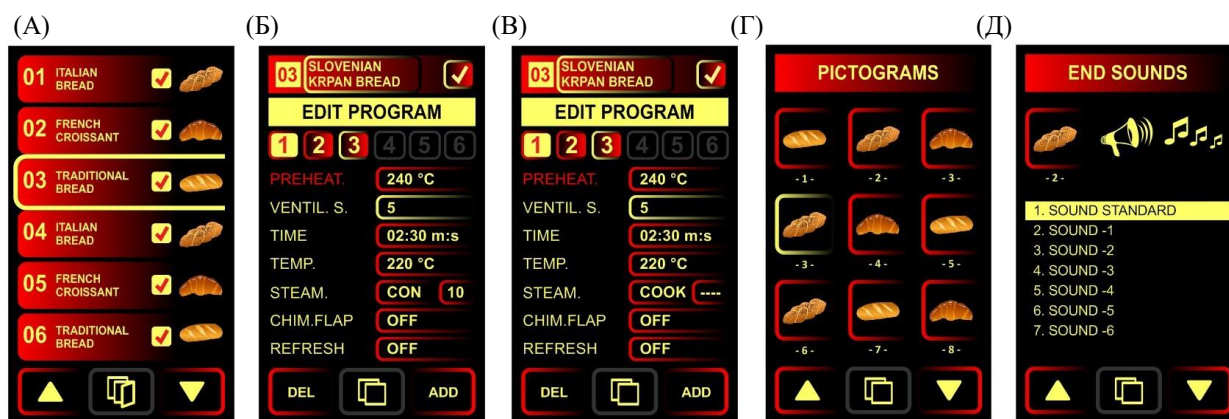 (А)
01 ITALIAN
BREAD
02 FRENCH
CROISSANT
03 TRADITIONAL
BREAD
04 ITALIAN
BREAD
05 FRENCH
CROISSANT
06 TRADITIONAL
BREAD
(Б)
03 SLOVENIAN
KRPAN BREAD
EDIT PROGRAM
1 2 3 4 5 6
PREHEAT. 240 °C
VENTIL. S. 5
TIME 02:30 m:s
TEMP. 220 °C
STEAM. CON 10
CHIM.FLAP OFF
REFRESH OFF
DEL ADD
(В)
03 SLOVENIAN
KRPAN BREAD
EDIT PROGRAM
1 2 3 4 5 6
PREHEAT. 240 °C
VENTIL. S. 5
TIME 02:30 m:s
TEMP. 220 °C
STEAM. COOK ----
CHIM.FLAP OFF
REFRESH OFF
DEL ADD
(Г)
PICTOGRAMS
- 1 - - 2 - - 3 -
- 3 - - 4 - - 5 -
- 6 - - 7 - - 8 -
(Д)
END SOUNDS
- 2 -
1. SOUND STANDARD
2. SOUND -1
3. SOUND -2
4. SOUND -3
5. SOUND -4
6. SOUND -5
7. SOUND -6